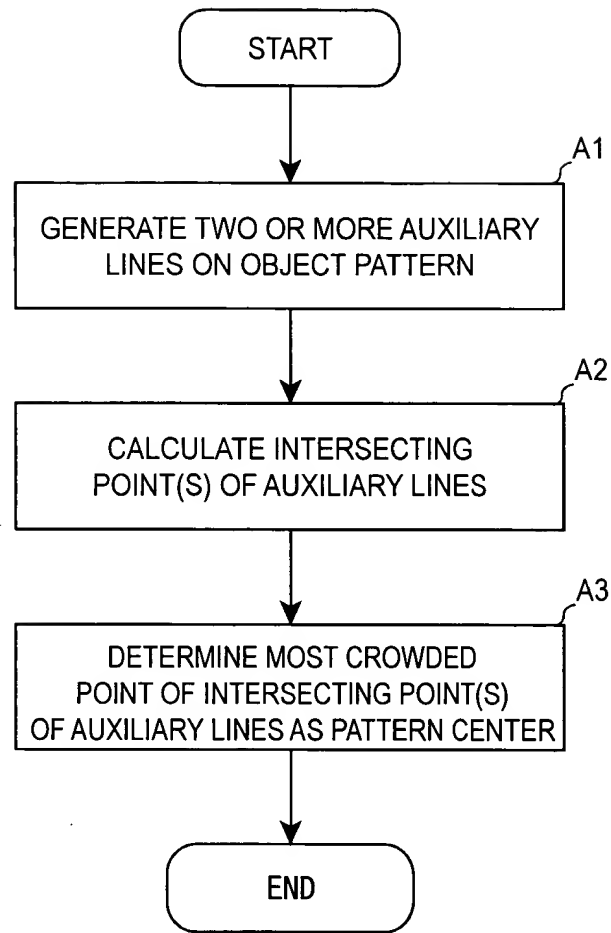 START
A1
GENERATE TWO OR MORE AUXILIARY
LINES ON OBJECT PATTERN
A2
CALCULATE INTERSECTING
POINT(S) OF AUXILIARY LINES
A3
DETERMINE MOST CROWDED
POINT OF INTERSECTING POINT(S)
OF AUXILIARY LINES AS PATTERN CENTER
END